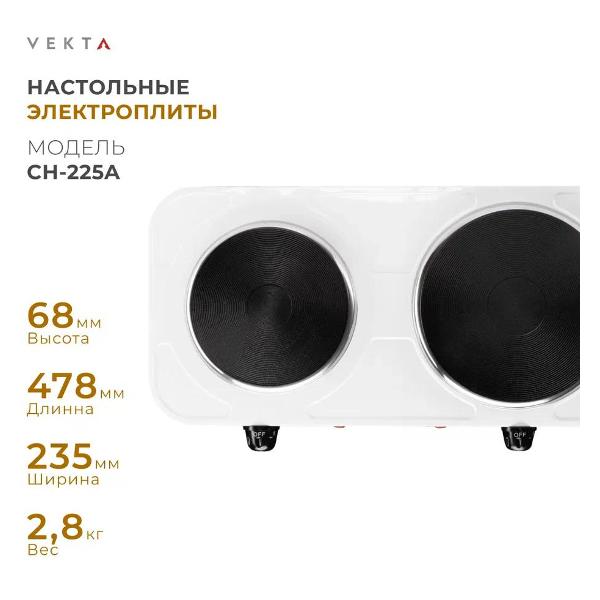 VEKTA
НАСТОЛЬНЫЕ
ЭЛЕКТРОПЛИТЫ
МОДЕЛЬ
CH-225A
68мм
Высота
478мм
Длинна
235мм
Ширина
2,8кг
Вес
OFF
OFF